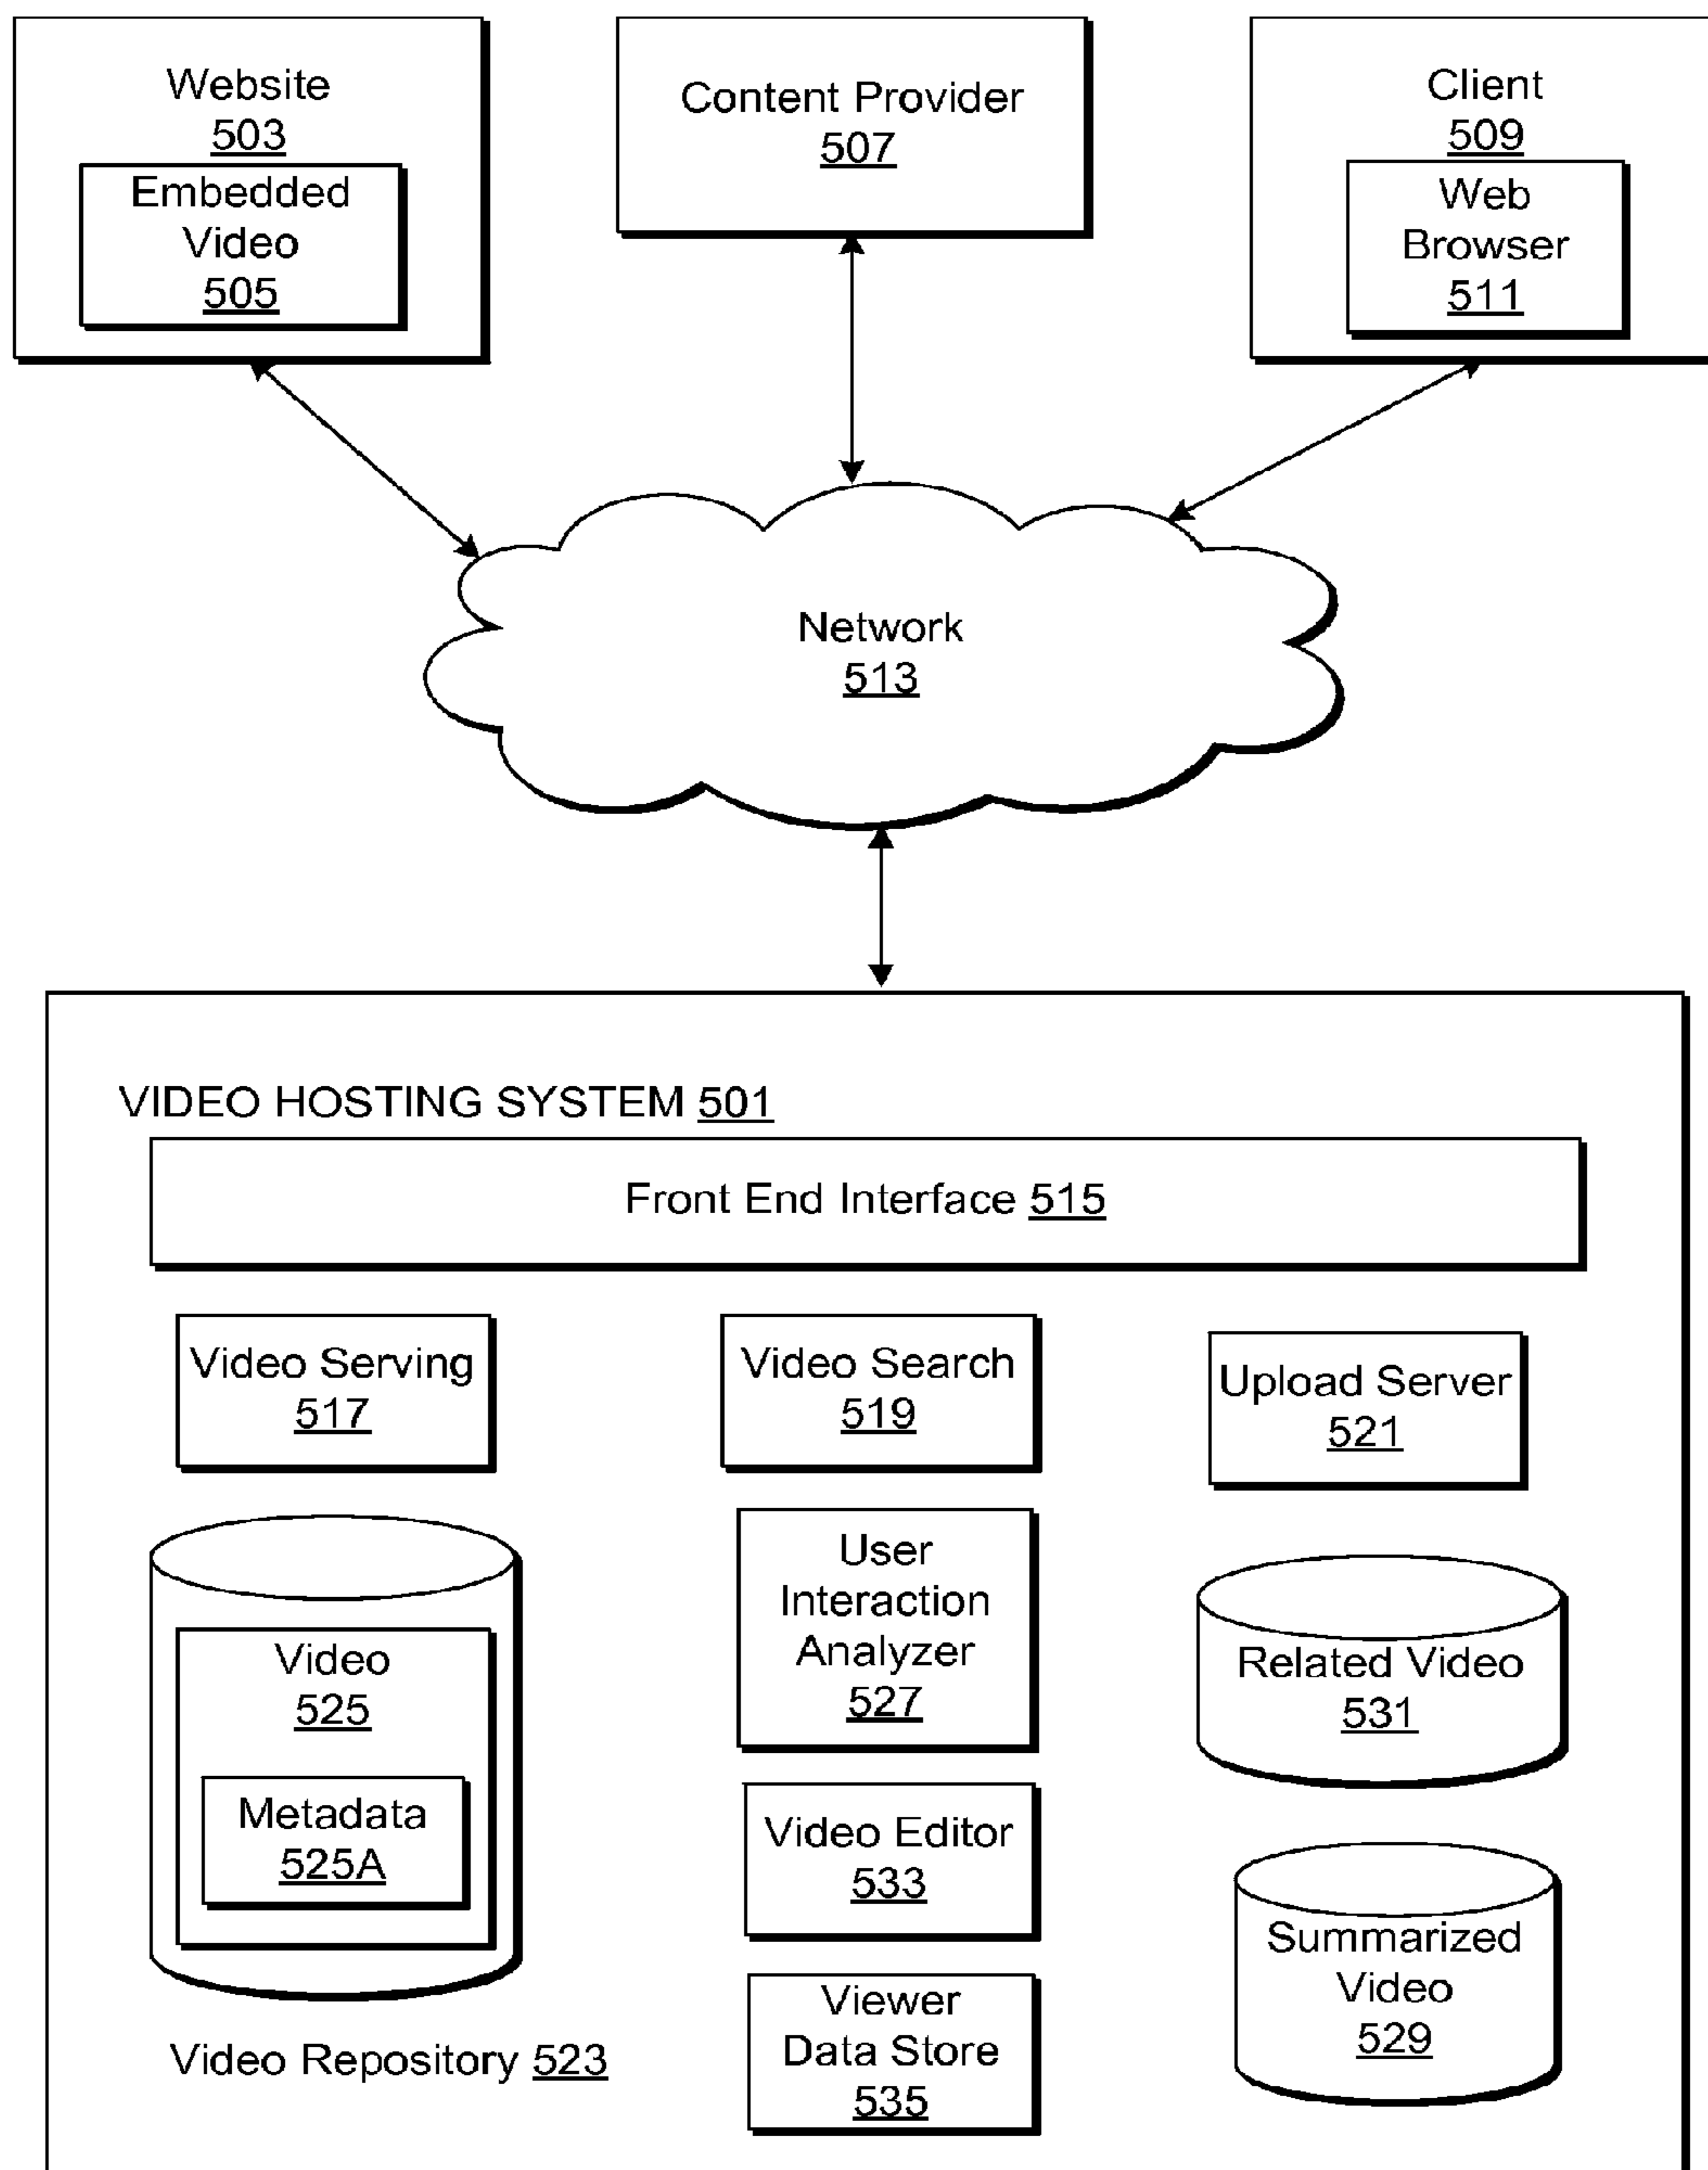 Website
503
Embedded
Video
505
Content Provider
507
Client
509
Web
Browser
511
Network
513
VIDEO HOSTING SYSTEM 501
Front End Interface 515
Video Serving
517
Video Search
519
Upload Server
521
Video
525
Metadata
525A
Video Repository 523
User
Interaction
Analyzer
527
Video Editor
533
Viewer
Data Store
535
Related Video
531
Summarized
Video
529